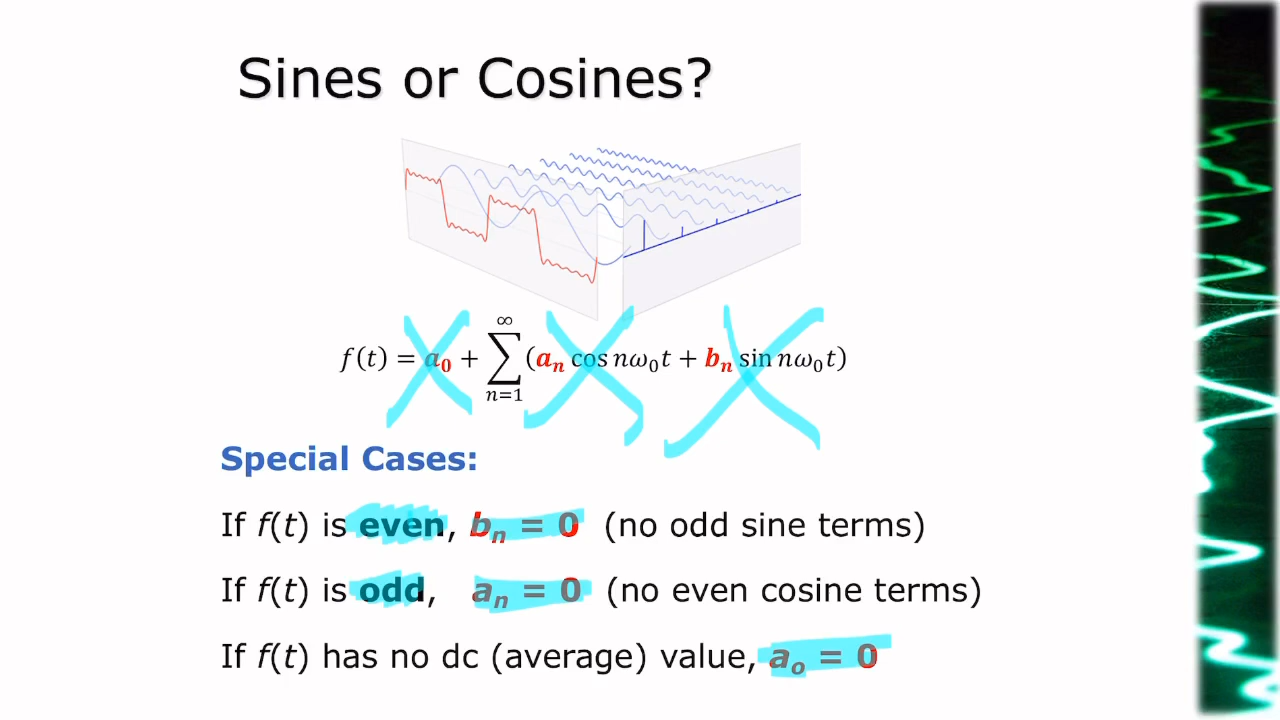 Sines or Cosines?
f(t) = a₀ + ∑_{n=1}^{∞} (aₙ cos nω₀t + bₙ sin nω₀t)
Special Cases:
If f(t) is even, bₙ = 0 (no odd sine terms)
If f(t) is odd, aₙ = 0 (no even cosine terms)
If f(t) has no dc (average) value, aₒ = 0